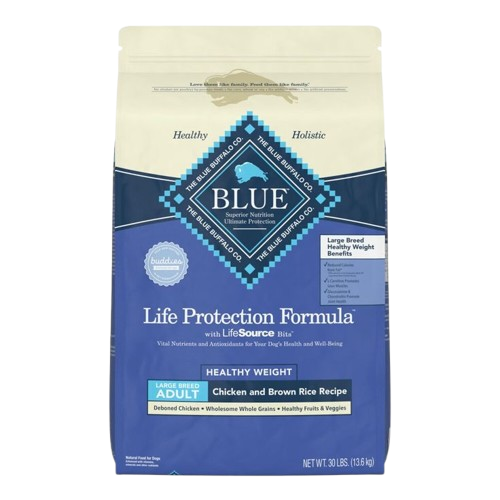 Love them like family. Feed them like family.
Healthy
Holistic
THE BLUE BUFFALO CO.
THE BLUE BUFFALO CO.
BLUE™
Superior Nutrition
Ultimate Protection
THE BLUE BUFFALO CO.
THE BLUE BUFFALO CO.
Large Breed
Healthy Weight
Benefits
buddies
Life Protection Formula™
with LifeSource Bits®
Vital Nutrients and Antioxidants for Your Dog's Health and Well-Being
HEALTHY WEIGHT
LARGE BREED
ADULT
Chicken and Brown Rice Recipe
Deboned Chicken • Wholesome Whole Grains • Healthy Fruits & Veggies
Natural Food for Dogs
NET WT. 30 LBS. (13.6 kg)